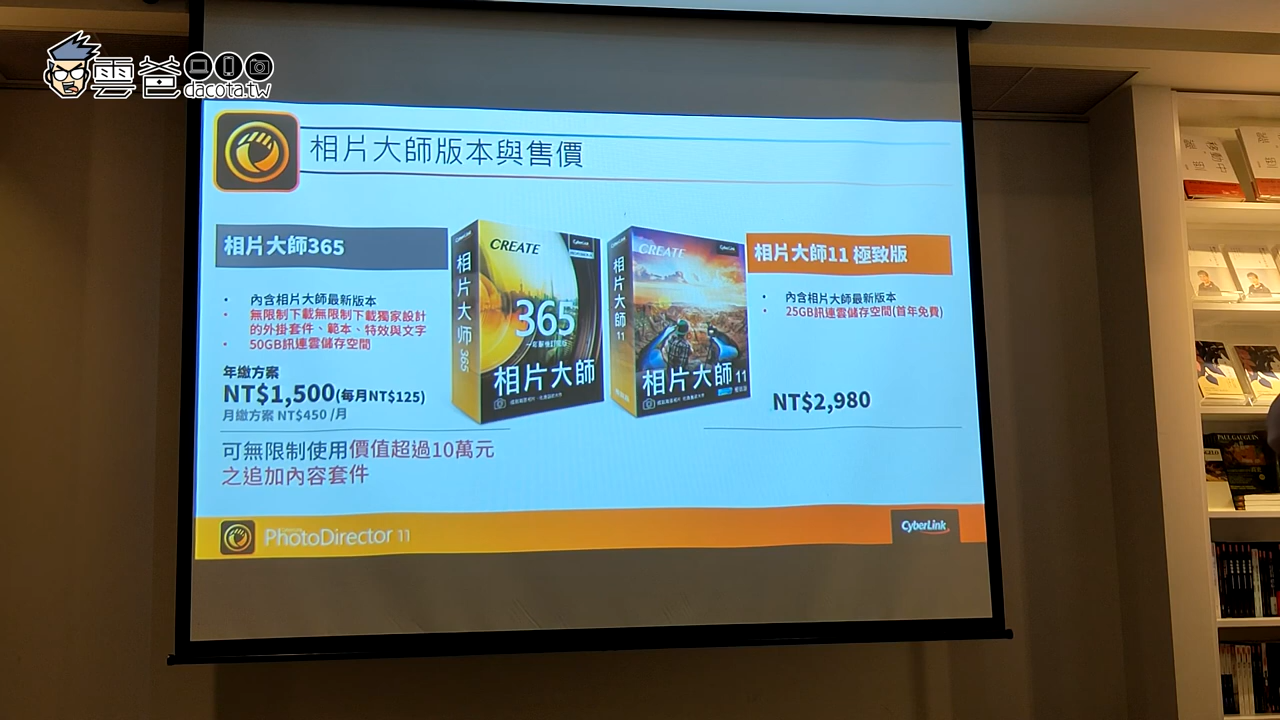 雲爸
dacota.tw
相片大師版本與售價
相片大師365
• 內含相片大師最新版本
• 無限制下載無限制下載獨家設計
的外掛套件、範本、特效與文字
• 50GB訊連雲儲存空間
年繳方案
NT$1,500(每月NT$125)
月繳方案 NT$450 /月
可無限制使用價值超過10萬元
之追加內容套件
CREATE
CyberLink
365
相片大師
相片大师 365
CREATE
CyberLink
相片大師 11
相片大師 11
相片大師11 極致版
• 內含相片大師最新版本
• 25GB訊連雲儲存空間(首年免費)
NT$2,980
PhotoDirector 11
CyberLink
PAUL GAUGUIN